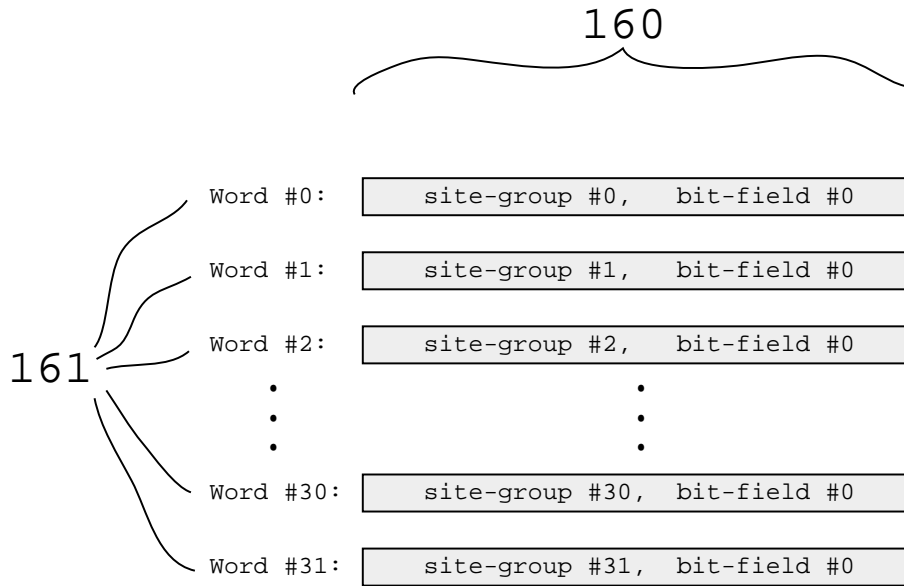 160
Word #0: site-group #0, bit-field #0
Word #1: site-group #1, bit-field #0
Word #2: site-group #2, bit-field #0
161
Word #30: site-group #30, bit-field #0
Word #31: site-group #31, bit-field #0